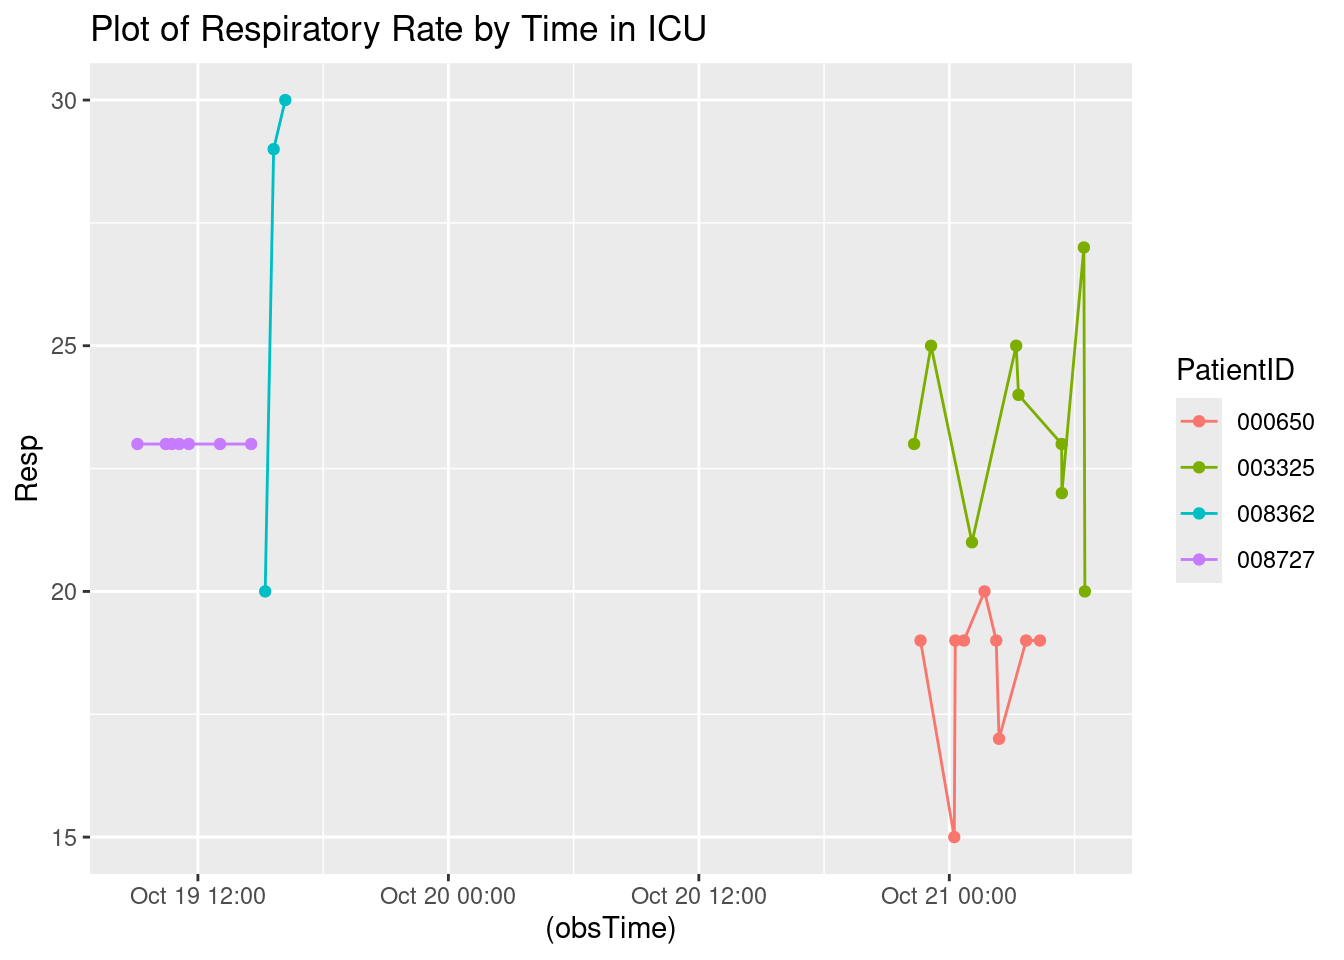 Plot of Respiratory Rate by Time in ICU
30
25
20
15
Resp
Oct 19 12:00
Oct 20 00:00
Oct 20 12:00
Oct 21 00:00
(obsTime)
PatientID
000650
003325
008362
008727